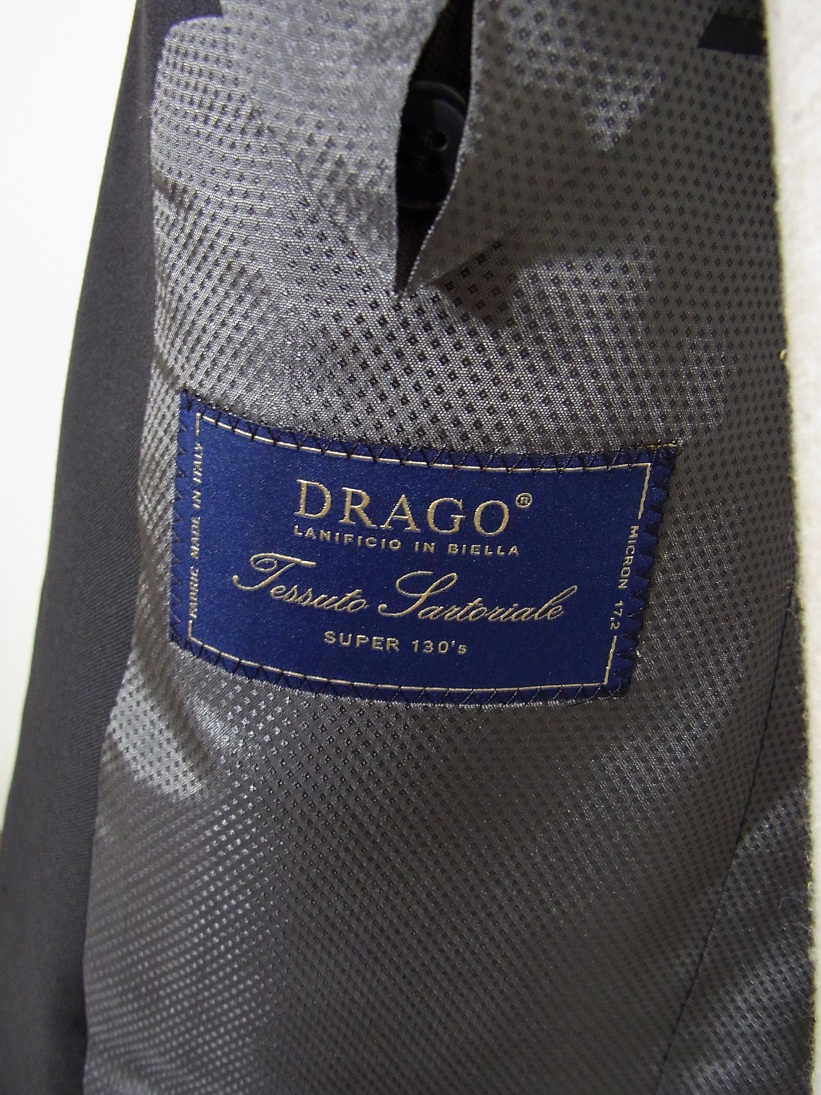 DRAGO®
LANIFICIO IN BIELLA
Tessuto Sartoriale
SUPER 130's
FABRIC MADE IN ITALY
MICRON 17,2